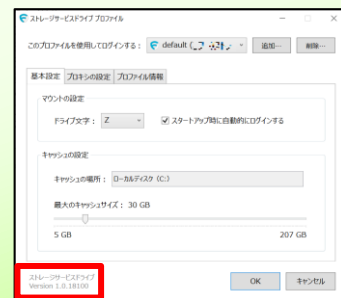 ストレージサービスドライブ プロファイル
このプロファイルを使用してログインする： default ( 追加… 削除…
基本設定 プロキシの設定 プロファイル情報
マウントの設定
ドライブ文字： Z スタートアップ時に自動的にログインする
キャッシュの設定
キャッシュの場所： ローカルディスク (C:)
最大のキャッシュサイズ： 30 GB
5 GB 207 GB
ストレージサービスドライブ
Version 1.0.18100
OK キャンセル